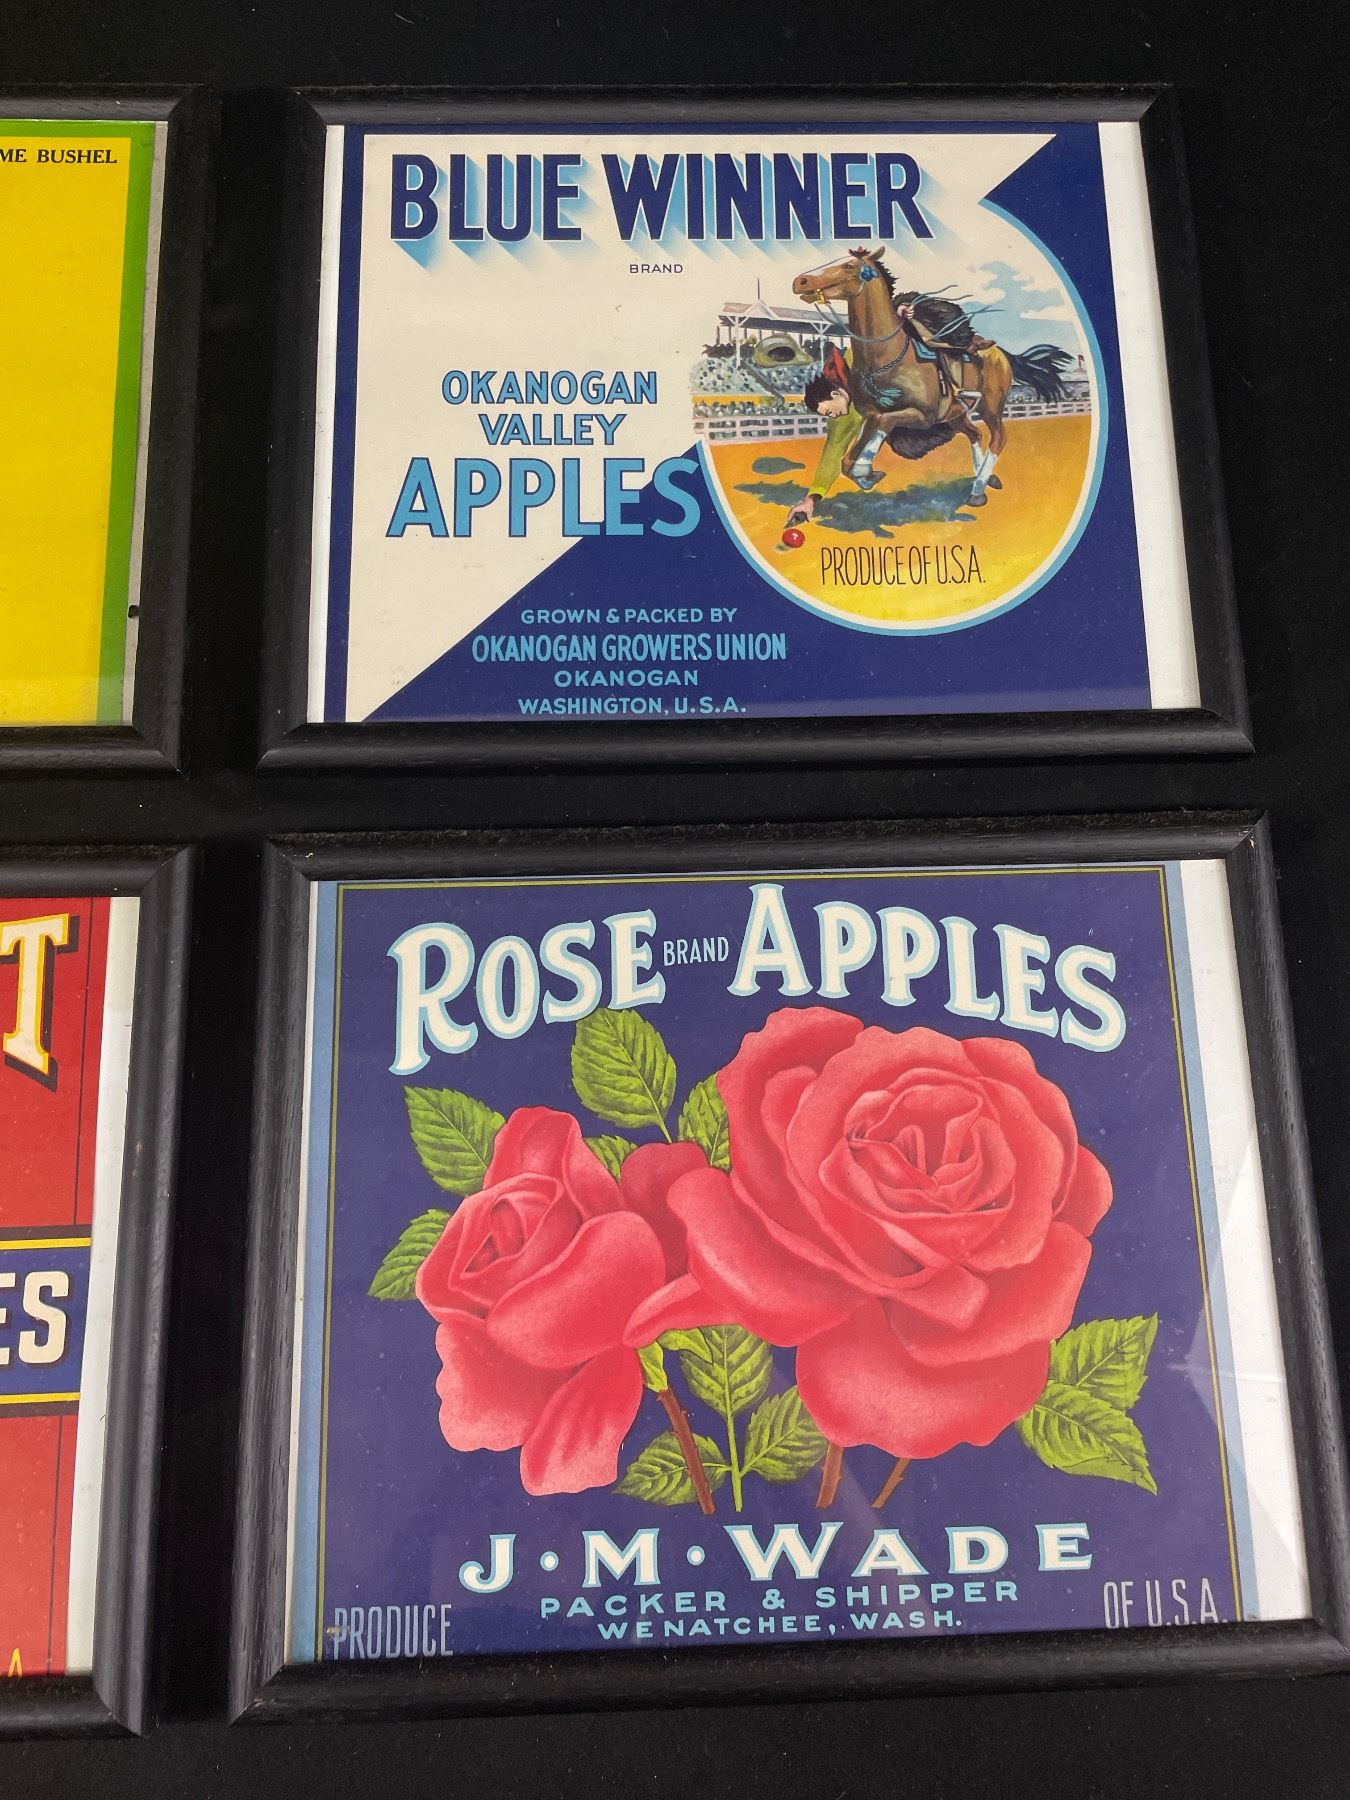 ME BUSHEL
BLUE WINNER
BRAND
OKANOGAN
VALLEY
APPLES
PRODUCE OF U.S.A.
GROWN & PACKED BY
OKANOGAN GROWERS UNION
OKANOGAN
WASHINGTON, U.S.A.
T
ES
A
ROSE BRAND APPLES
J·M·WADE
PACKER & SHIPPER
WENATCHEE, WASH.
PRODUCE OF U.S.A.